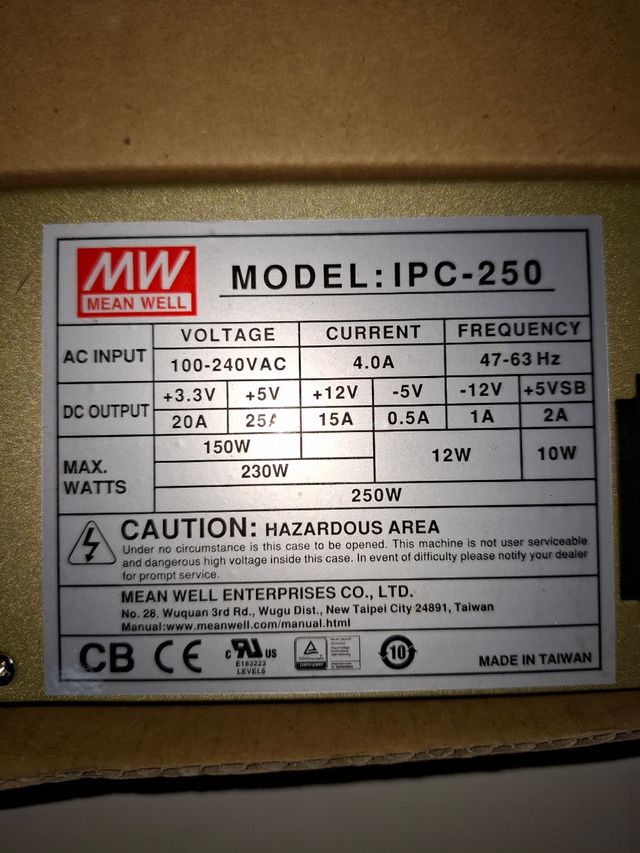 MW
MEAN WELL
MODEL: IPC-250
AC INPUT
VOLTAGE CURRENT FREQUENCY
100-240VAC 4.0A 47-63 Hz
DC OUTPUT
+3.3V +5V +12V -5V -12V +5VSB
20A 25A 15A 0.5A 1A 2A
MAX.
WATTS
150W
230W
12W 10W
250W
CAUTION: HAZARDOUS AREA
Under no circumstance is this case to be opened. This machine is not user serviceable
and dangerous high voltage inside this case. In event of difficulty please notify your dealer
for prompt service.
MEAN WELL ENTERPRISES CO., LTD.
No. 28, Wuquan 3rd Rd., Wugu Dist., New Taipei City 24891, Taiwan
Manual:www.meanwell.com/manual.html
CB CE
c RU US
E183223
LEVEL5
10
MADE IN TAIWAN